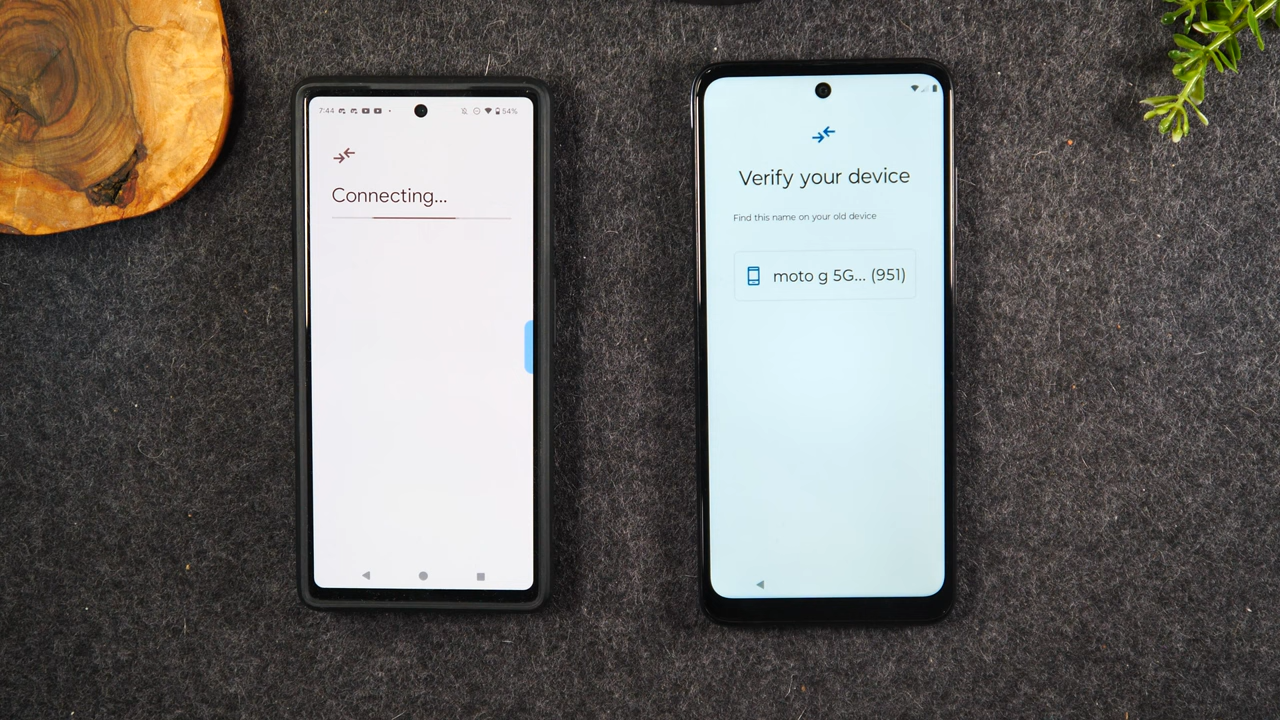 7:44
54%
Connecting...
Verify your device
Find this name on your old device
moto g 5G... (951)